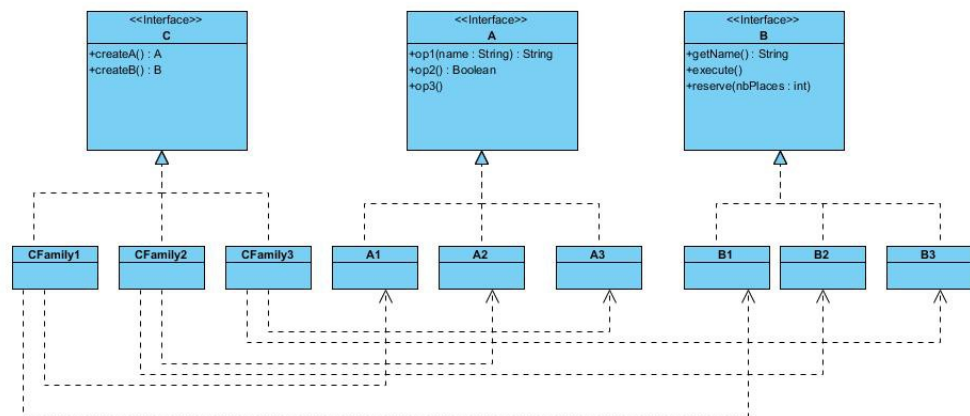 <<Interface>>
C
+createA() : A
+createB() : B
<<Interface>>
A
+op1(name : String) : String
+op2() : Boolean
+op3()
<<Interface>>
B
+getName() : String
+execute()
+reserve(nbPlaces : int)
CFamily1
CFamily2
CFamily3
A1
A2
A3
B1
B2
B3